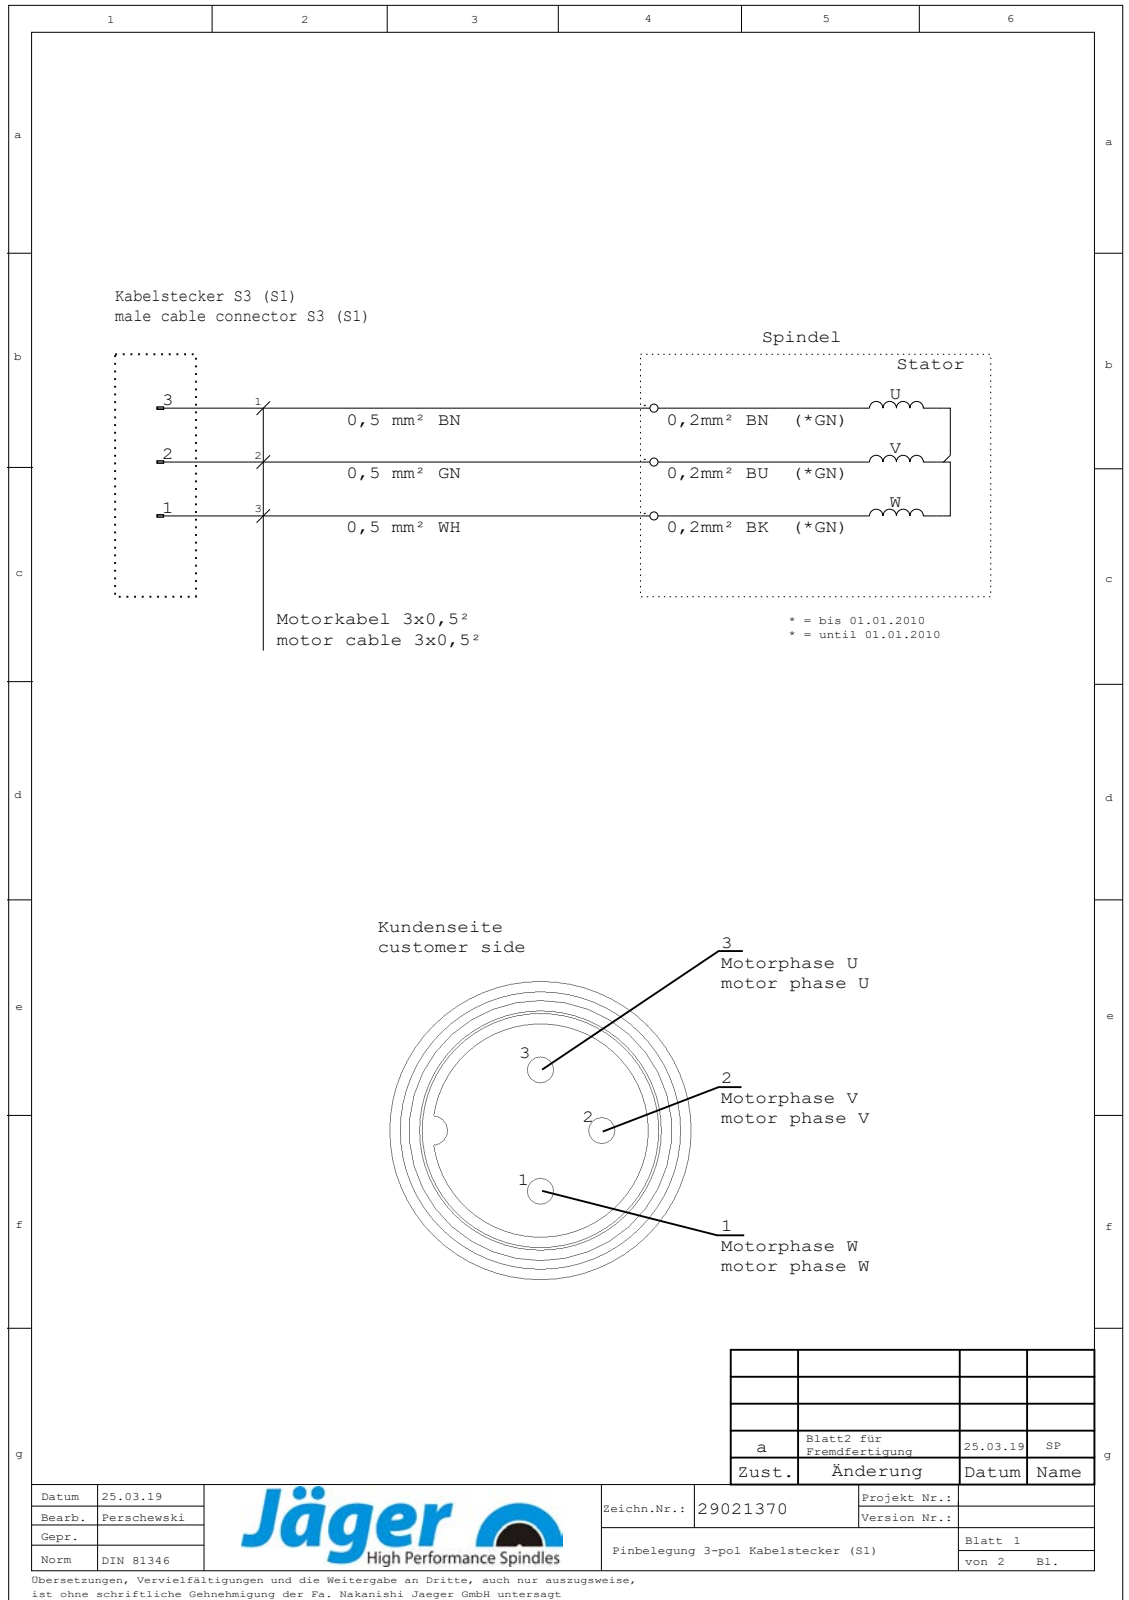 1 2 3 4 5 6
a a
Kabelstecker S3 (S1)
male cable connector S3 (S1)
Spindel
b b
Stator
3 1 U
0,5 mm² BN 0,2mm² BN (*GN)
2 2 V
0,5 mm² GN 0,2mm² BU (*GN)
1 3 W
0,5 mm² WH 0,2mm² BK (*GN)
c c
Motorkabel 3x0,5²
motor cable 3x0,5²
* = bis 01.01.2010
* = until 01.01.2010
d d
Kundenseite
customer side
3
Motorphase U
motor phase U
e e
3
2
Motorphase V
motor phase V
2
1
1
Motorphase W
motor phase W
f f
g g
a Blatt2 für Fremdfertigung 25.03.19 SP
Zust. Änderung Datum Name
Datum 25.03.19
Bearb. Perschewski
Gepr.
Norm DIN 81346
Jäger
High Performance Spindles
Zeichn.Nr.: 29021370
Projekt Nr.:
Version Nr.:
Pinbelegung 3-pol Kabelstecker (S1)
Blatt 1
von 2 Bl.
Übersetzungen, Vervielfältigungen und die Weitergabe an Dritte, auch nur auszugsweise,
ist ohne schriftliche Gehnehmigung der Fa. Nakanishi Jaeger GmbH untersagt